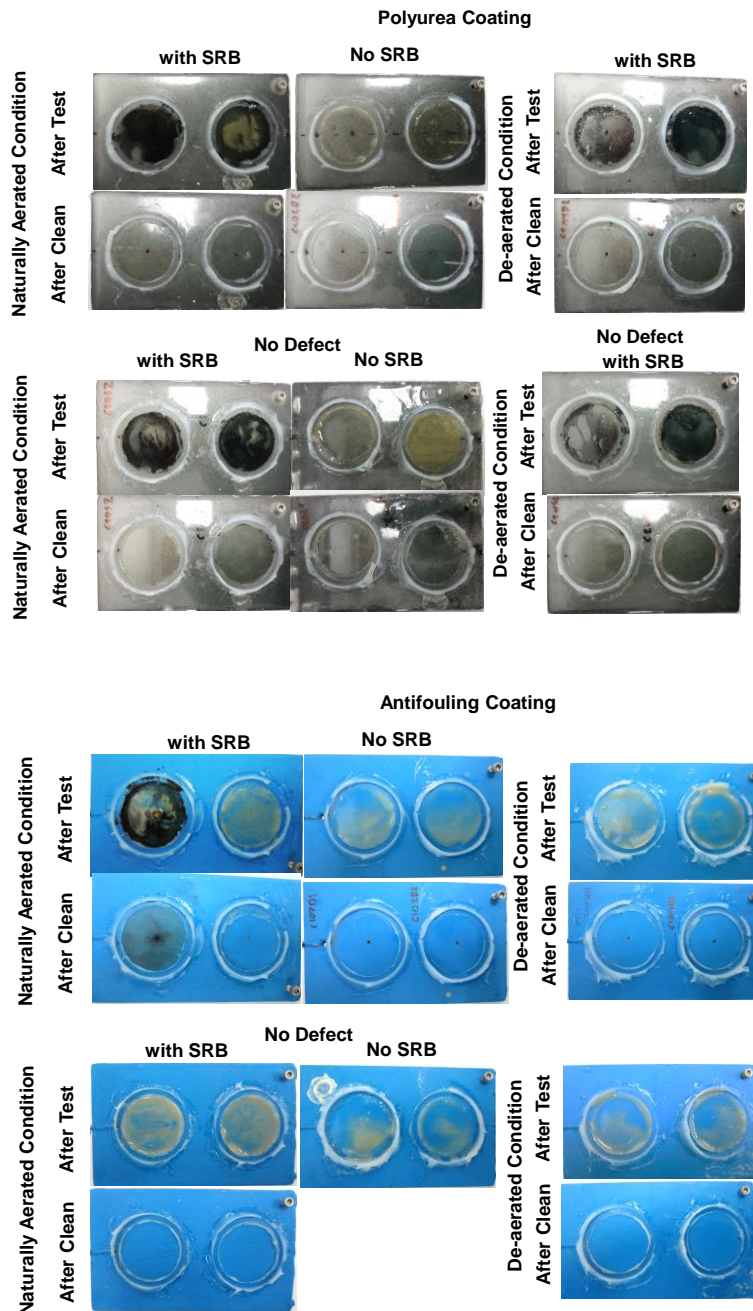 Polyurea Coating
with SRB
No SRB
with SRB
Naturally Aerated Condition
After Test
After Clean
De-aerated Condition
After Test
After Clean
No Defect
with SRB
No SRB
No Defect
with SRB
Naturally Aerated Condition
After Test
After Clean
De-aerated Condition
After Test
After Clean
Antifouling Coating
with SRB
No SRB
Naturally Aerated Condition
After Test
After Clean
De-aerated Condition
After Test
After Clean
No Defect
with SRB
No SRB
Naturally Aerated Condition
After Test
After Clean
De-aerated Condition
After Test
After Clean